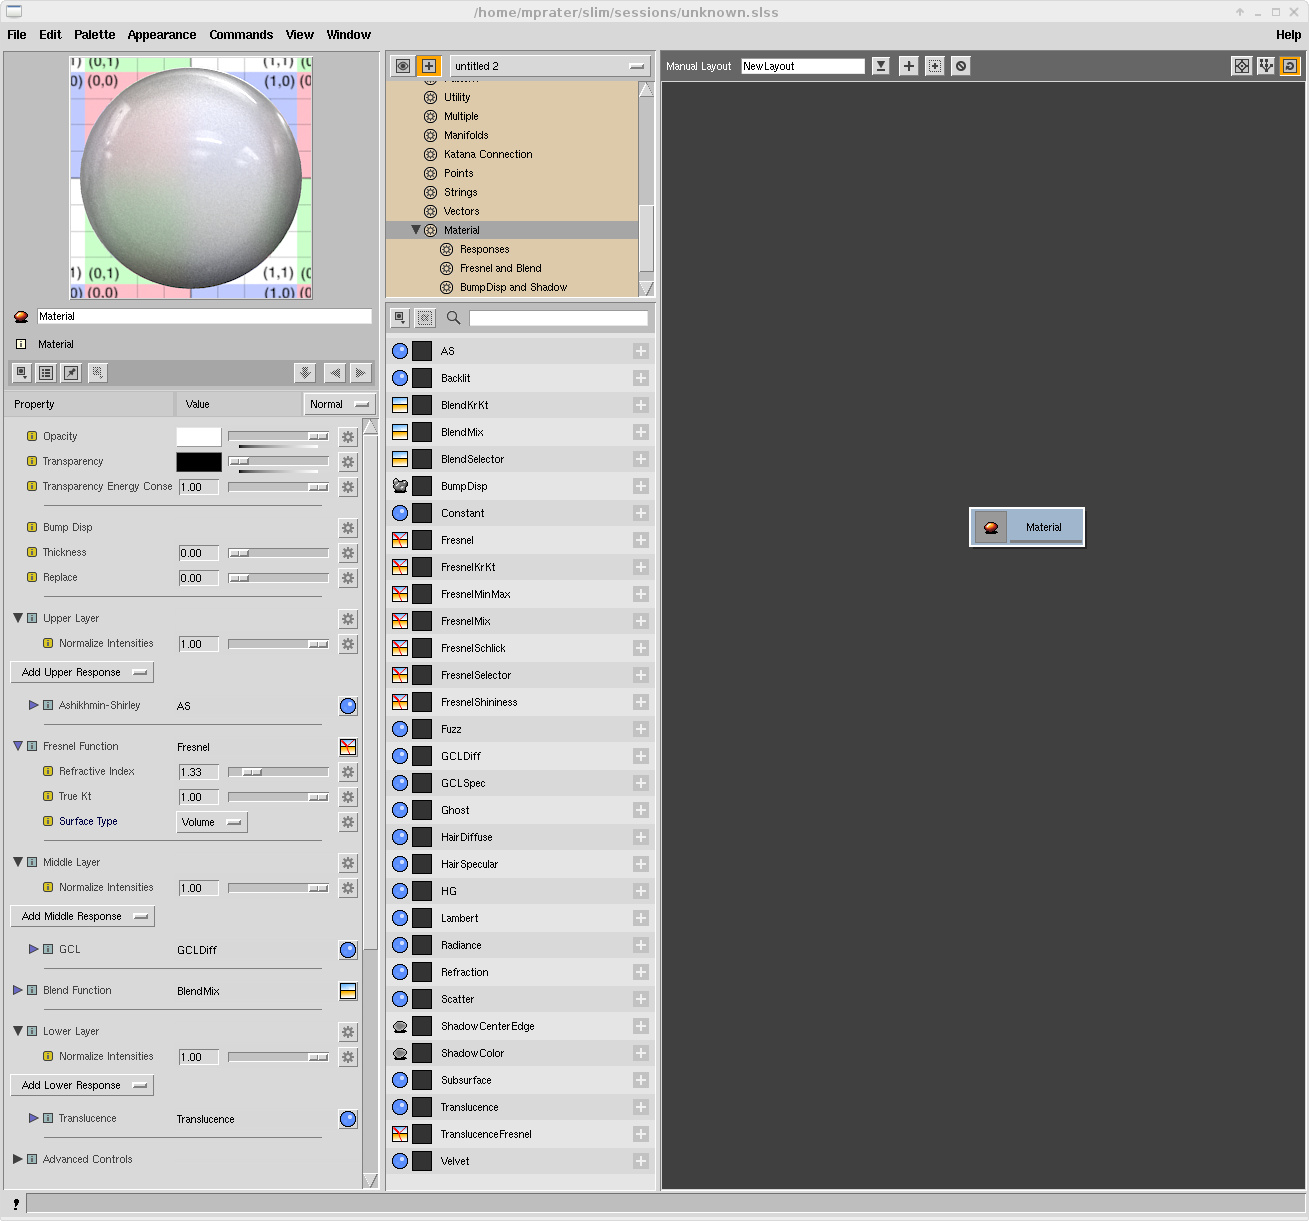 /home/mprater/slim/sessions/unknown.slss
File Edit Palette Appearance Commands View Window Help
1) (0,1) (1,1) (0
0) (0,0) (1,0) (0
1) (0,1) (1,1) (0
0) (0,0) (1,0) (0
Material
Material
Property Value Normal
Opacity
Transparency
Transparency Energy Conse 1.00
Bump Disp
Thickness 0.00
Replace 0.00
Upper Layer
Normalize Intensities 1.00
Add Upper Response
Ashikhmin-Shirley AS
Fresnel Function Fresnel
Refractive Index 1.33
True Kt 1.00
Surface Type Volume
Middle Layer
Normalize Intensities 1.00
Add Middle Response
GCL GCLDiff
Blend Function BlendMix
Lower Layer
Normalize Intensities 1.00
Add Lower Response
Translucence Translucence
Advanced Controls
untitled 2
Utility
Multiple
Manifolds
Katana Connection
Points
Strings
Vectors
Material
Responses
Fresnel and Blend
BumpDisp and Shadow
AS
Backlit
BlendKrKt
BlendMix
BlendSelector
BumpDisp
Constant
Fresnel
FresnelKrKt
FresnelMinMax
FresnelMix
FresnelSchlick
FresnelSelector
FresnelShininess
Fuzz
GCLDiff
GCLSpec
Ghost
HairDiffuse
HairSpecular
HG
Lambert
Radiance
Refraction
Scatter
ShadowCenterEdge
ShadowColor
Subsurface
Translucence
TranslucenceFresnel
Velvet
Manual Layout NewLayout
Material